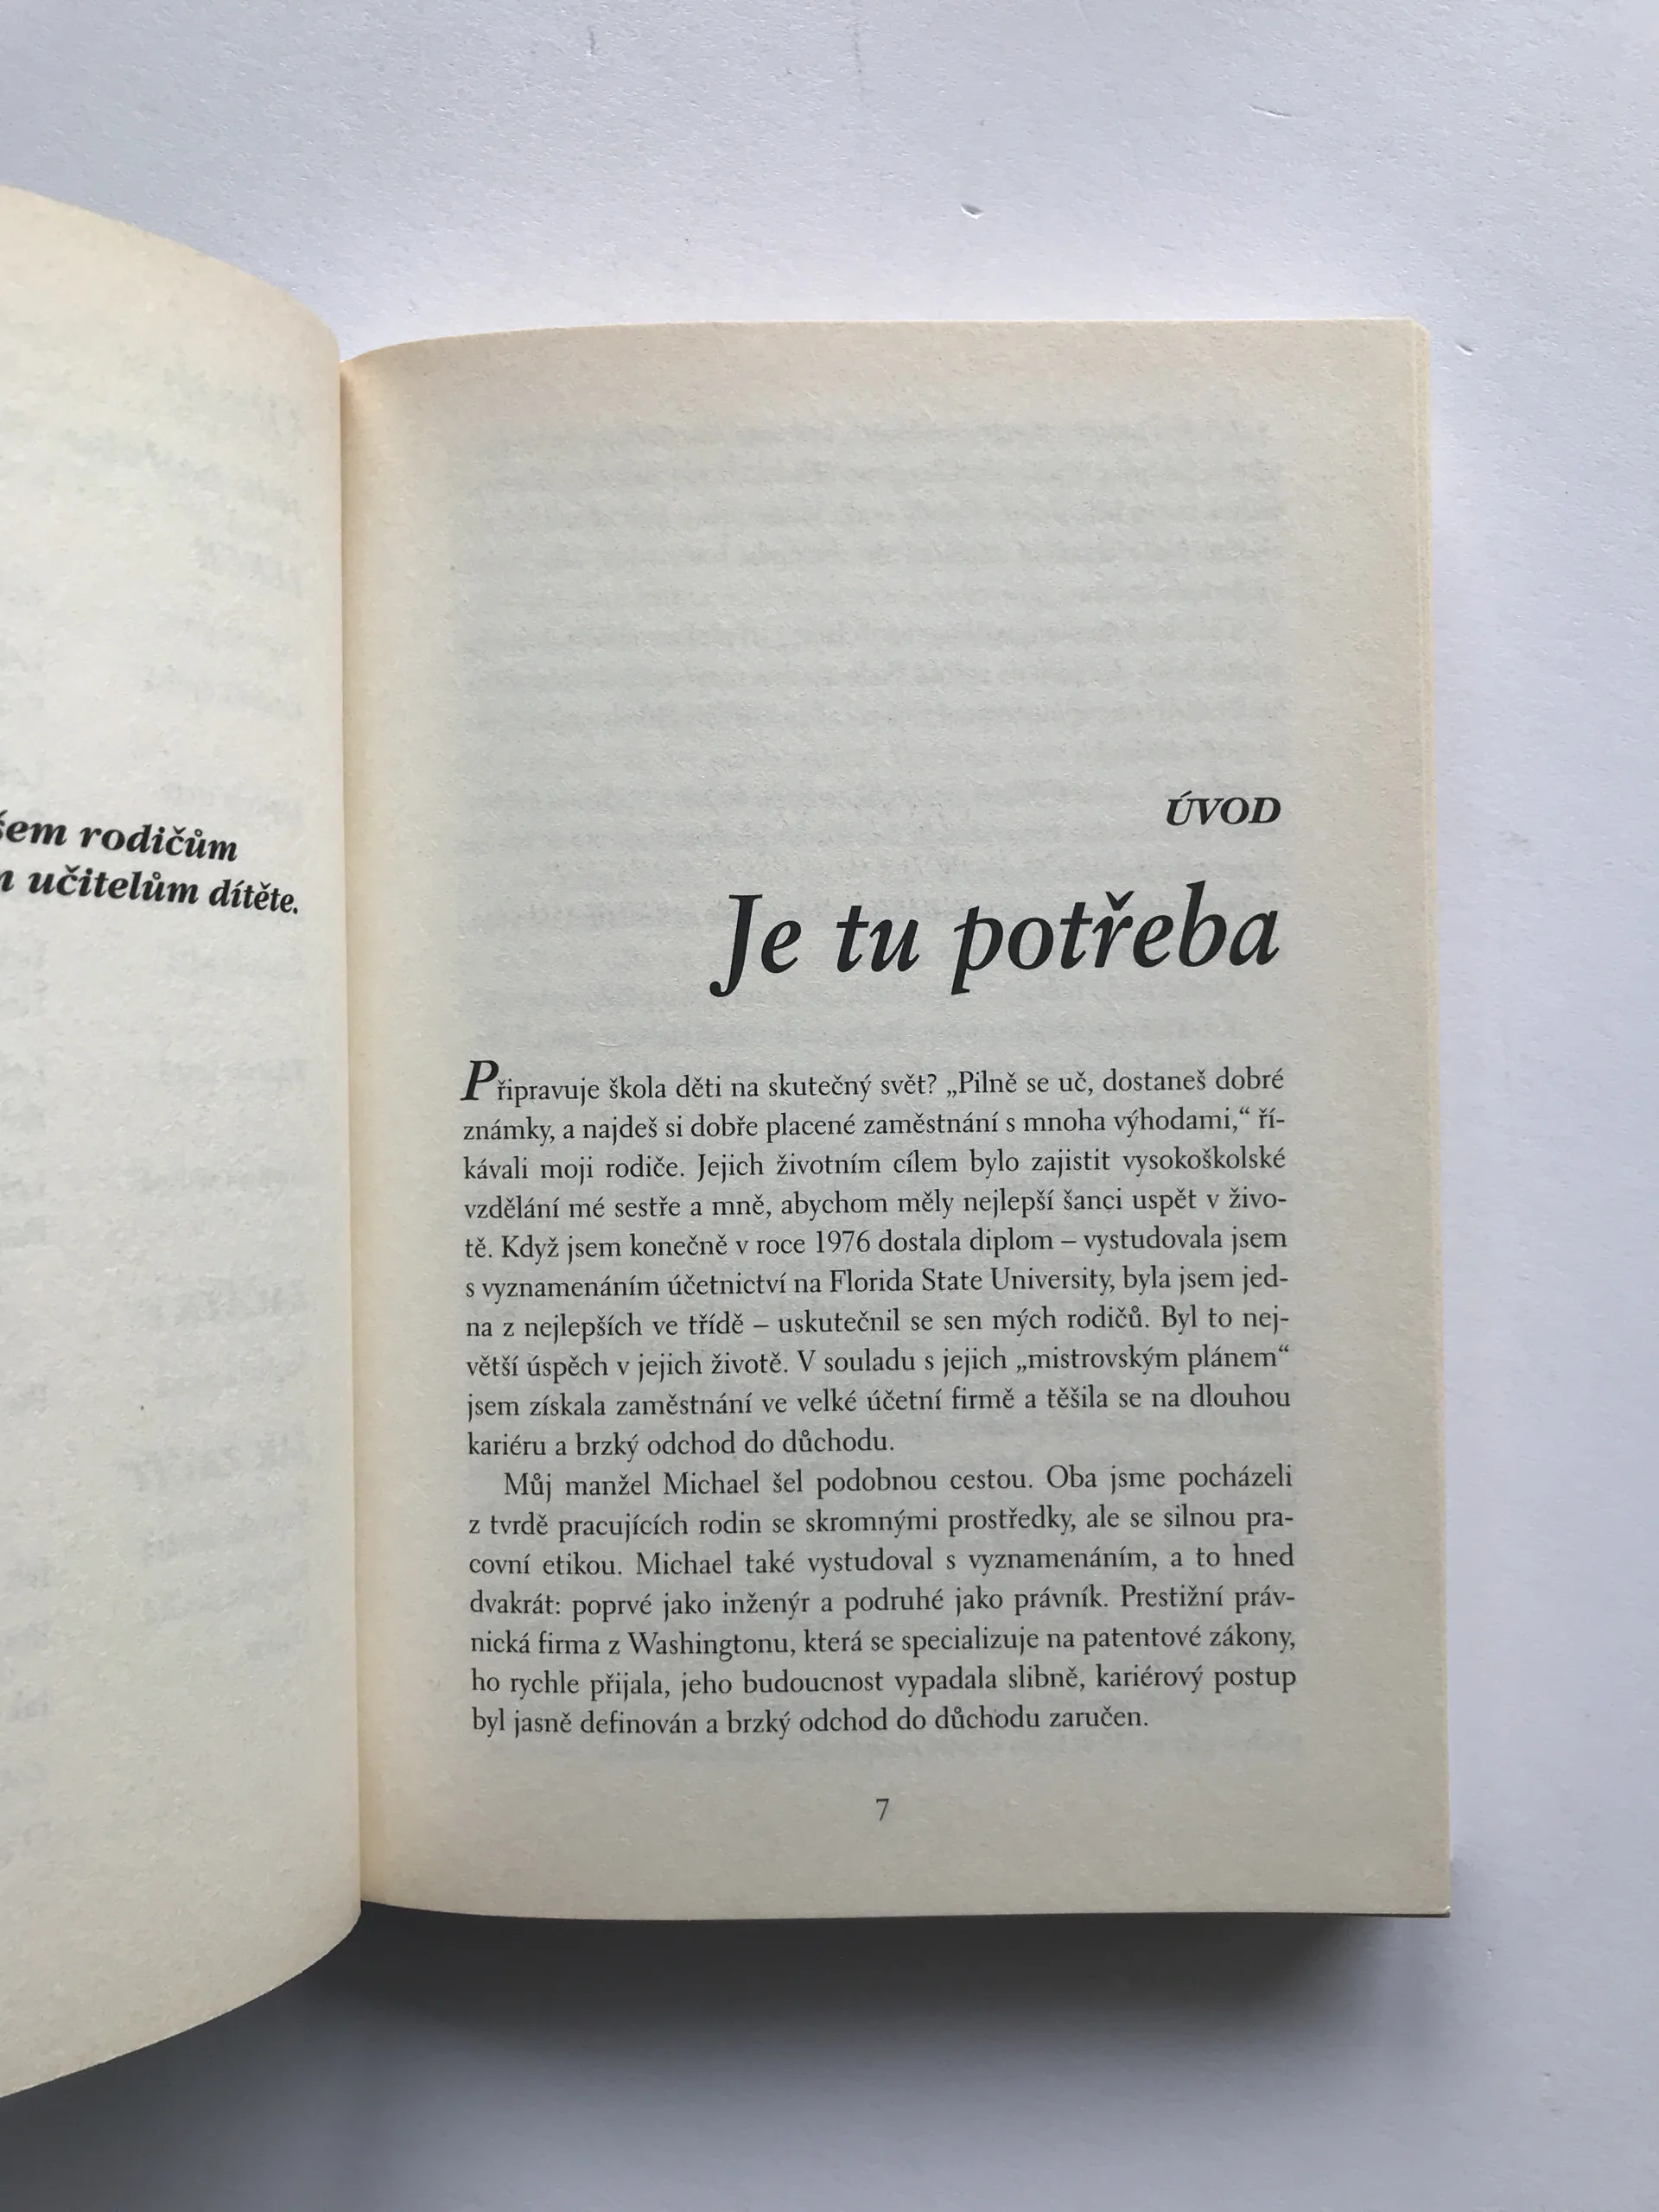 rodičům
učitelům dítěte.
ÚVOD
Je tu potřeba
Připravuje škola děti na skutečný svět? „Pilně se uč, dostaneš dobré
známky, a najdeš si dobře placené zaměstnání s mnoha výhodami,“ ří-
kávali moji rodiče. Jejich životním cílem bylo zajistit vysokoškolské
vzdělání mé sestře a mně, abychom měly nejlepší šanci uspět v živo-
tě. Když jsem konečně v roce 1976 dostala diplom – vystudovala jsem
s vyznamenáním účetnictví na Florida State University, byla jsem jed-
na z nejlepších ve třídě – uskutečnil se sen mých rodičů. Byl to nej-
větší úspěch v jejich životě. V souladu s jejich „mistrovským plánem“
jsem získala zaměstnání ve velké účetní firmě a těšila se na dlouhou
kariéru a brzký odchod do důchodu.
Můj manžel Michael šel podobnou cestou. Oba jsme pocházeli
z tvrdě pracujících rodin se skromnými prostředky, ale se silnou pra-
covní etikou. Michael také vystudoval s vyznamenáním, a to hned
dvakrát: poprvé jako inženýr a podruhé jako právník. Prestižní práv-
nická firma z Washingtonu, která se specializuje na patentové zákony,
ho rychle přijala, jeho budoucnost vypadala slibně, kariérový postup
byl jasně definován a brzký odchod do důchodu zaručen.
7